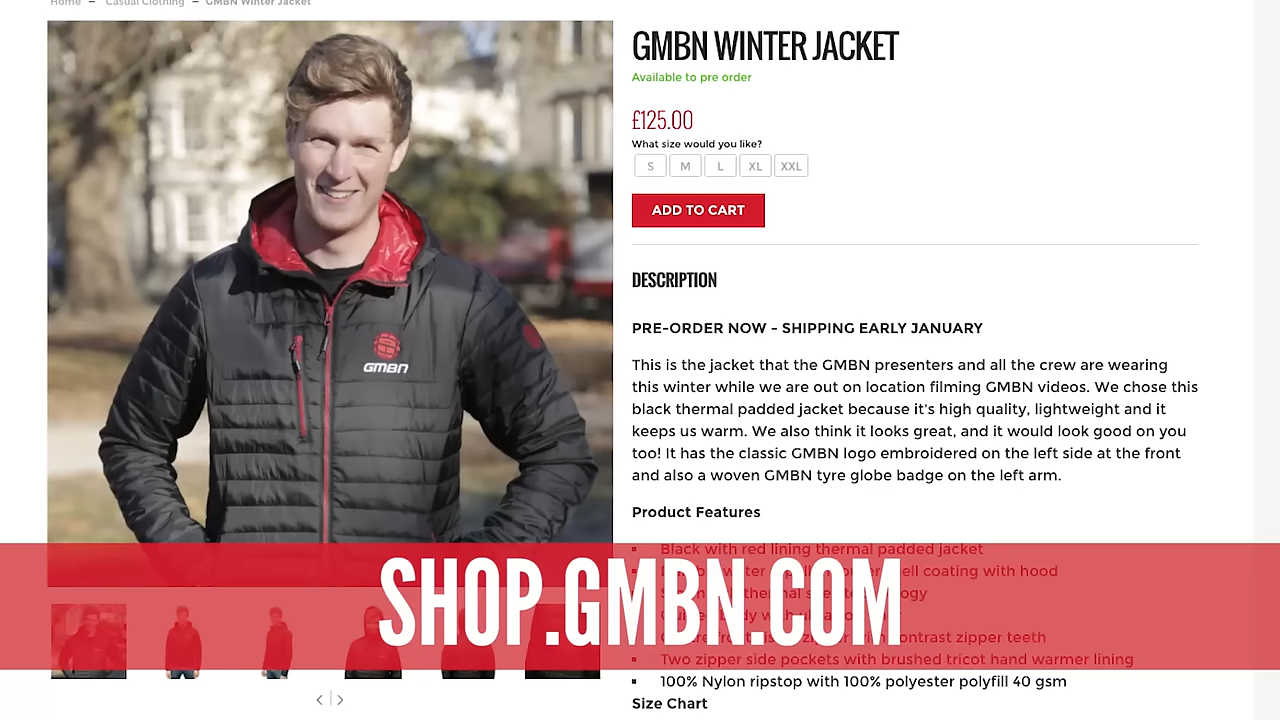 Home – Casual Clothing – GMBN Winter Jacket
GMBN WINTER JACKET
Available to pre order
£125.00
What size would you like?
S M L XL XXL
ADD TO CART
DESCRIPTION
PRE-ORDER NOW - SHIPPING EARLY JANUARY
This is the jacket that the GMBN presenters and all the crew are wearing
this winter while we are out on location filming GMBN videos. We chose this
black thermal padded jacket because it's high quality, lightweight and it
keeps us warm. We also think it looks great, and it would look good on you
too! It has the classic GMBN logo embroidered on the left side at the front
and also a woven GMBN tyre globe badge on the left arm.
Product Features
Black with red lining thermal padded jacket
coating with hood
SHOP.GMBN.COM
contrast zipper teeth
Two zipper side pockets with brushed tricot hand warmer lining
100% Nylon ripstop with 100% polyester polyfill 40 gsm
Size Chart
GMBN